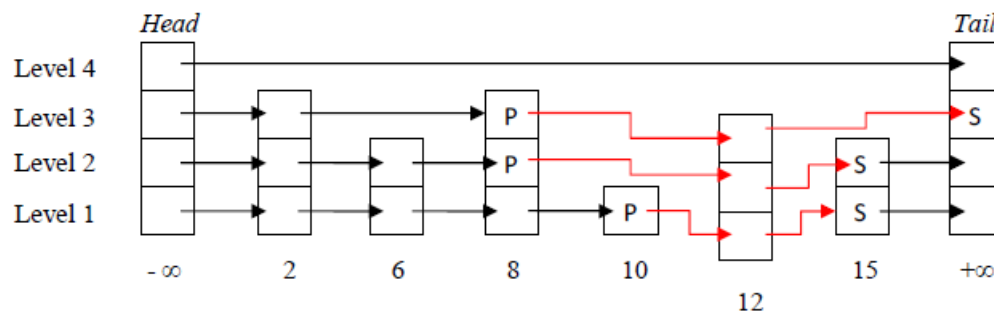 Head Tail
Level 4
Level 3 P S
Level 2 P S
Level 1 P S
- ∞ 2 6 8 10 15 +∞
12